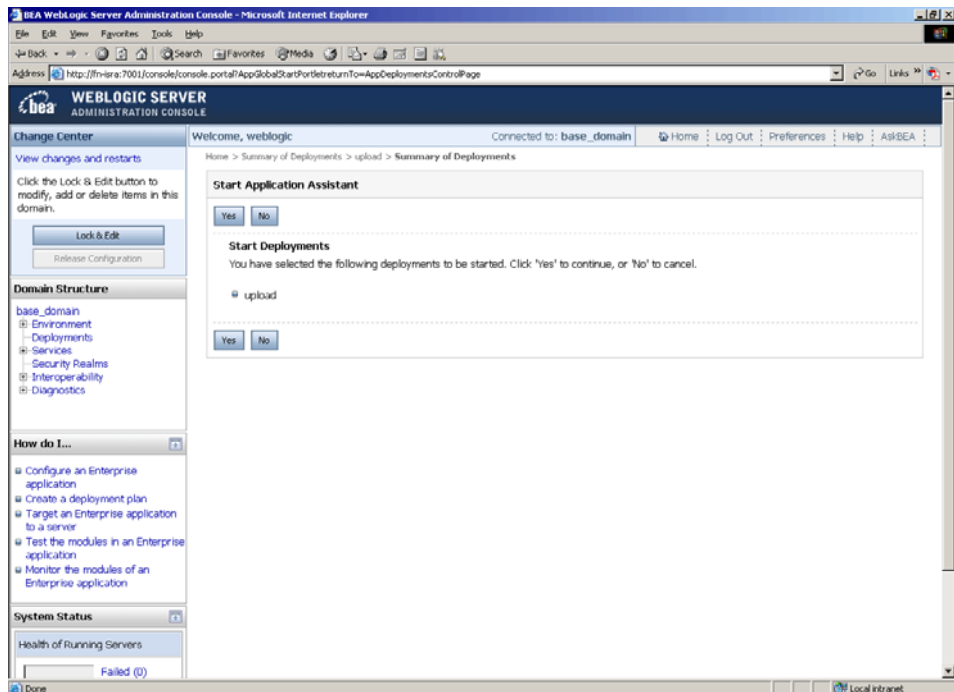 BEA WebLogic Server Administration Console - Microsoft Internet Explorer
File Edit View Favorites Tools Help
Back Search Favorites Media
Address http://fn-isra:7001/console/console.portal?AppGlobalStartPortletreturnTo=AppDeploymentsControlPage Go Links »
bea WEBLOGIC SERVER
ADMINISTRATION CONSOLE
Change Center
Welcome, weblogic Connected to: base_domain Home Log Out Preferences Help AskBEA
View changes and restarts
Home > Summary of Deployments > upload > Summary of Deployments
Click the Lock & Edit button to
modify, add or delete items in this
domain.
Lock & Edit
Release Configuration
Start Application Assistant
Yes No
Start Deployments
You have selected the following deployments to be started. Click 'Yes' to continue, or 'No' to cancel.
upload
Yes No
Domain Structure
base_domain
Environment
Deployments
Services
Security Realms
Interoperability
Diagnostics
How do I...
Configure an Enterprise
application
Create a deployment plan
Target an Enterprise application
to a server
Test the modules in an Enterprise
application
Monitor the modules of an
Enterprise application
System Status
Health of Running Servers
Failed (0)
Done Local intranet